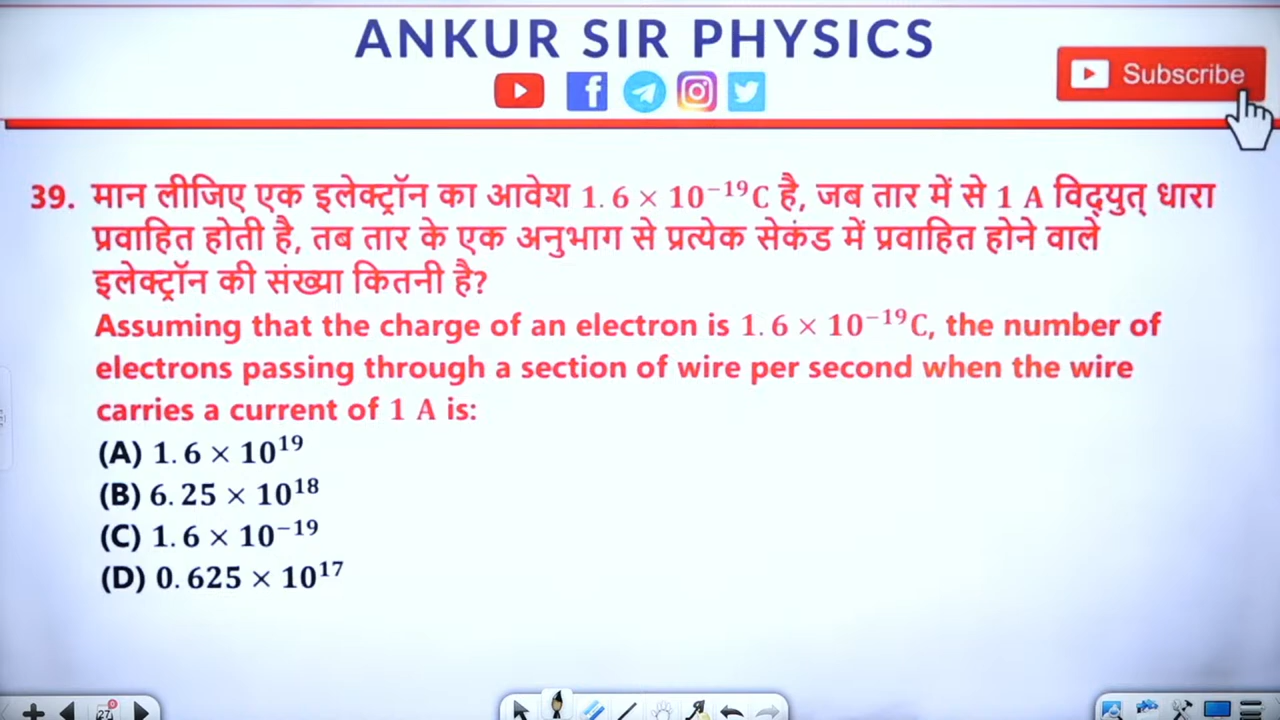 ANKUR SIR PHYSICS
Subscribe
39. मान लीजिए एक इलेक्ट्रॉन का आवेश 1.6 × 10⁻¹⁹C है, जब तार में से 1 A विद्युत् धारा
प्रवाहित होती है, तब तार के एक अनुभाग से प्रत्येक सेकंड में प्रवाहित होने वाले
इलेक्ट्रॉन की संख्या कितनी है?
Assuming that the charge of an electron is 1.6 × 10⁻¹⁹C, the number of
electrons passing through a section of wire per second when the wire
carries a current of 1 A is:
(A) 1.6 × 10¹⁹
(B) 6.25 × 10¹⁸
(C) 1.6 × 10⁻¹⁹
(D) 0.625 × 10¹⁷
27